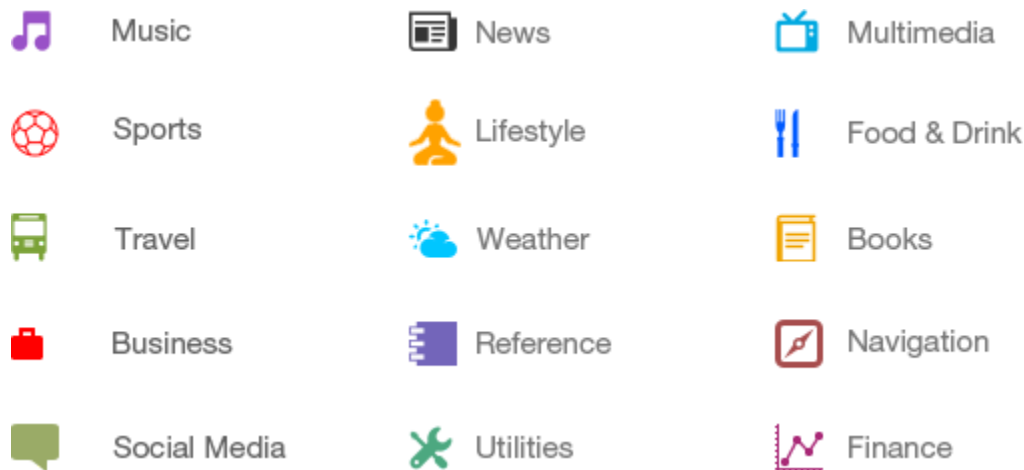 Music
News
Multimedia
Sports
Lifestyle
Food & Drink
Travel
Weather
Books
Business
Reference
Navigation
Social Media
Utilities
Finance